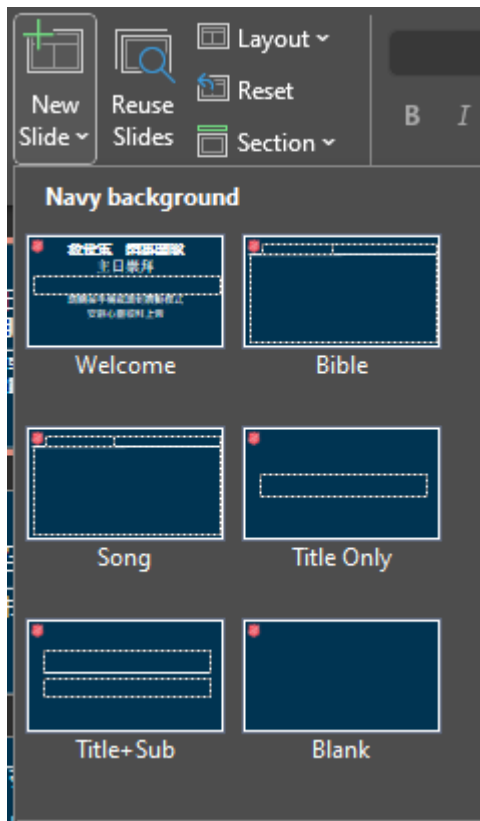 New
Slide
Reuse
Slides
Layout
Reset
Section
B I
Navy background
主日崇拜
Welcome
Bible
Song
Title Only
Title+Sub
Blank